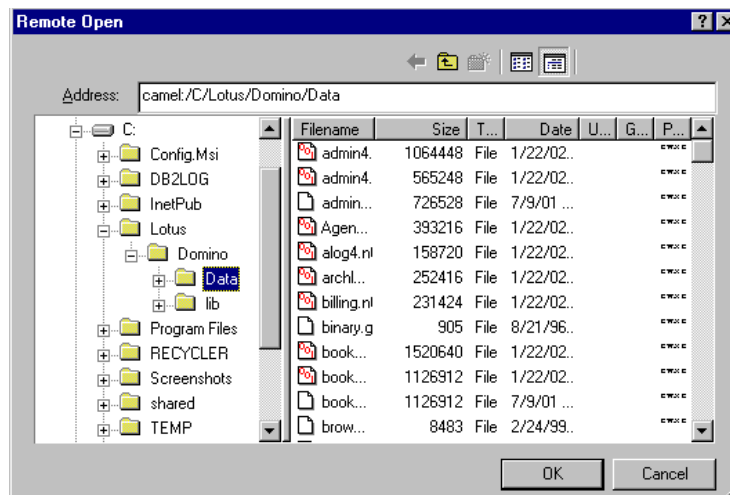 Remote Open
Address: camel:/C/Lotus/Domino/Data
C:
Config.Msi
DB2LOG
InetPub
Lotus
Domino
Data
lib
Program Files
RECYCLER
Screenshots
shared
TEMP
Filename Size T... Date U... G... P...
admin4. 1064448 File 1/22/02..
admin4. 565248 File 1/22/02..
admin... 726528 File 7/9/01 ...
Agen... 393216 File 1/22/02..
alog4.n 158720 File 1/22/02..
archl... 252416 File 1/22/02..
billing.n 231424 File 1/22/02..
binary.g 905 File 8/21/96..
book... 1520640 File 1/22/02..
book... 1126912 File 1/22/02..
book... 1126912 File 7/9/01 ...
brow... 8483 File 2/24/99..
OK Cancel